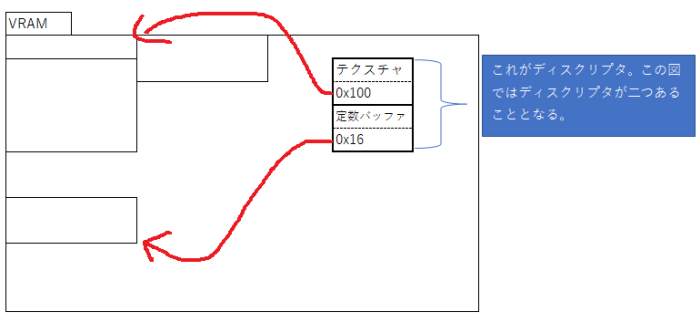 VRAM
テクスチャ
0x100
定数バッファ
0x16
これがディスクリプタ。この図
ではディスクリプタが二つある
こととなる。